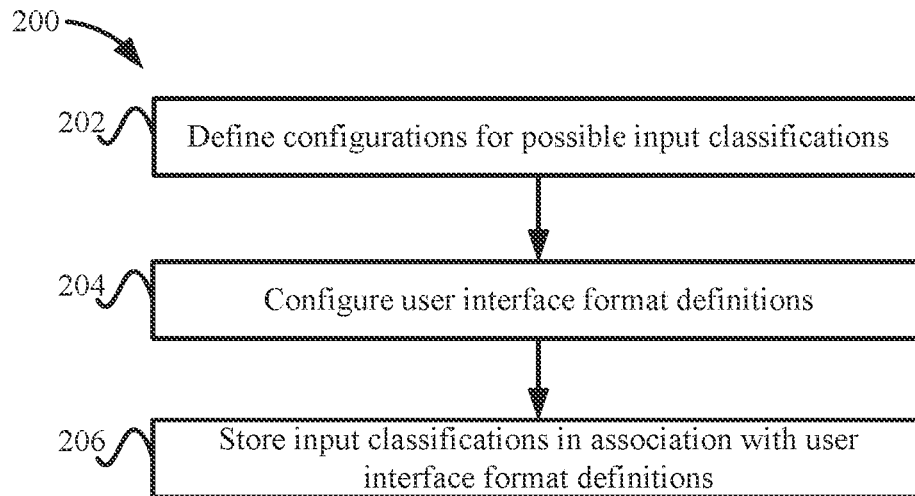 200
202
Define configurations for possible input classifications
204
Configure user interface format definitions
206
Store input classifications in association with user
interface format definitions